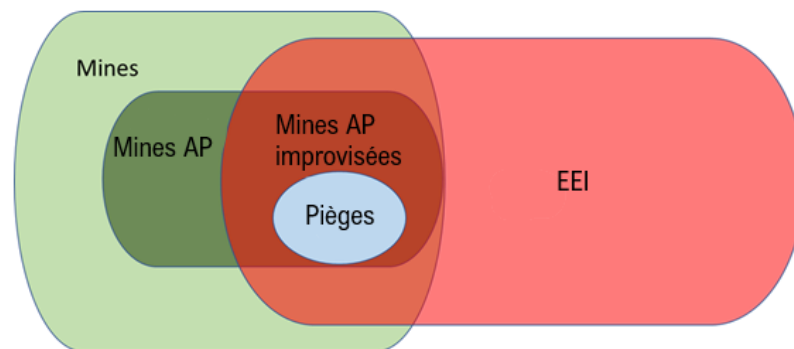 Mines
Mines AP
Mines AP
improvisées
Pièges
EEI